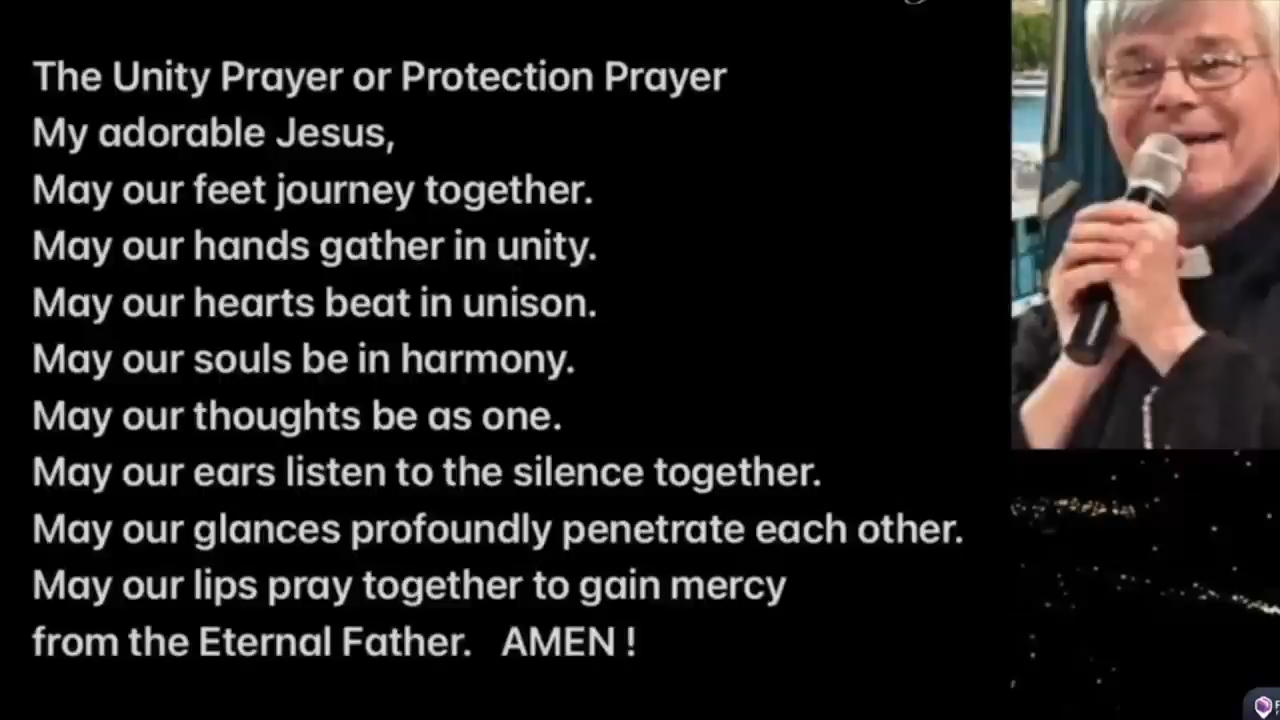 The Unity Prayer or Protection Prayer
My adorable Jesus,
May our feet journey together.
May our hands gather in unity.
May our hearts beat in unison.
May our souls be in harmony.
May our thoughts be as one.
May our ears listen to the silence together.
May our glances profoundly penetrate each other.
May our lips pray together to gain mercy
from the Eternal Father. AMEN !